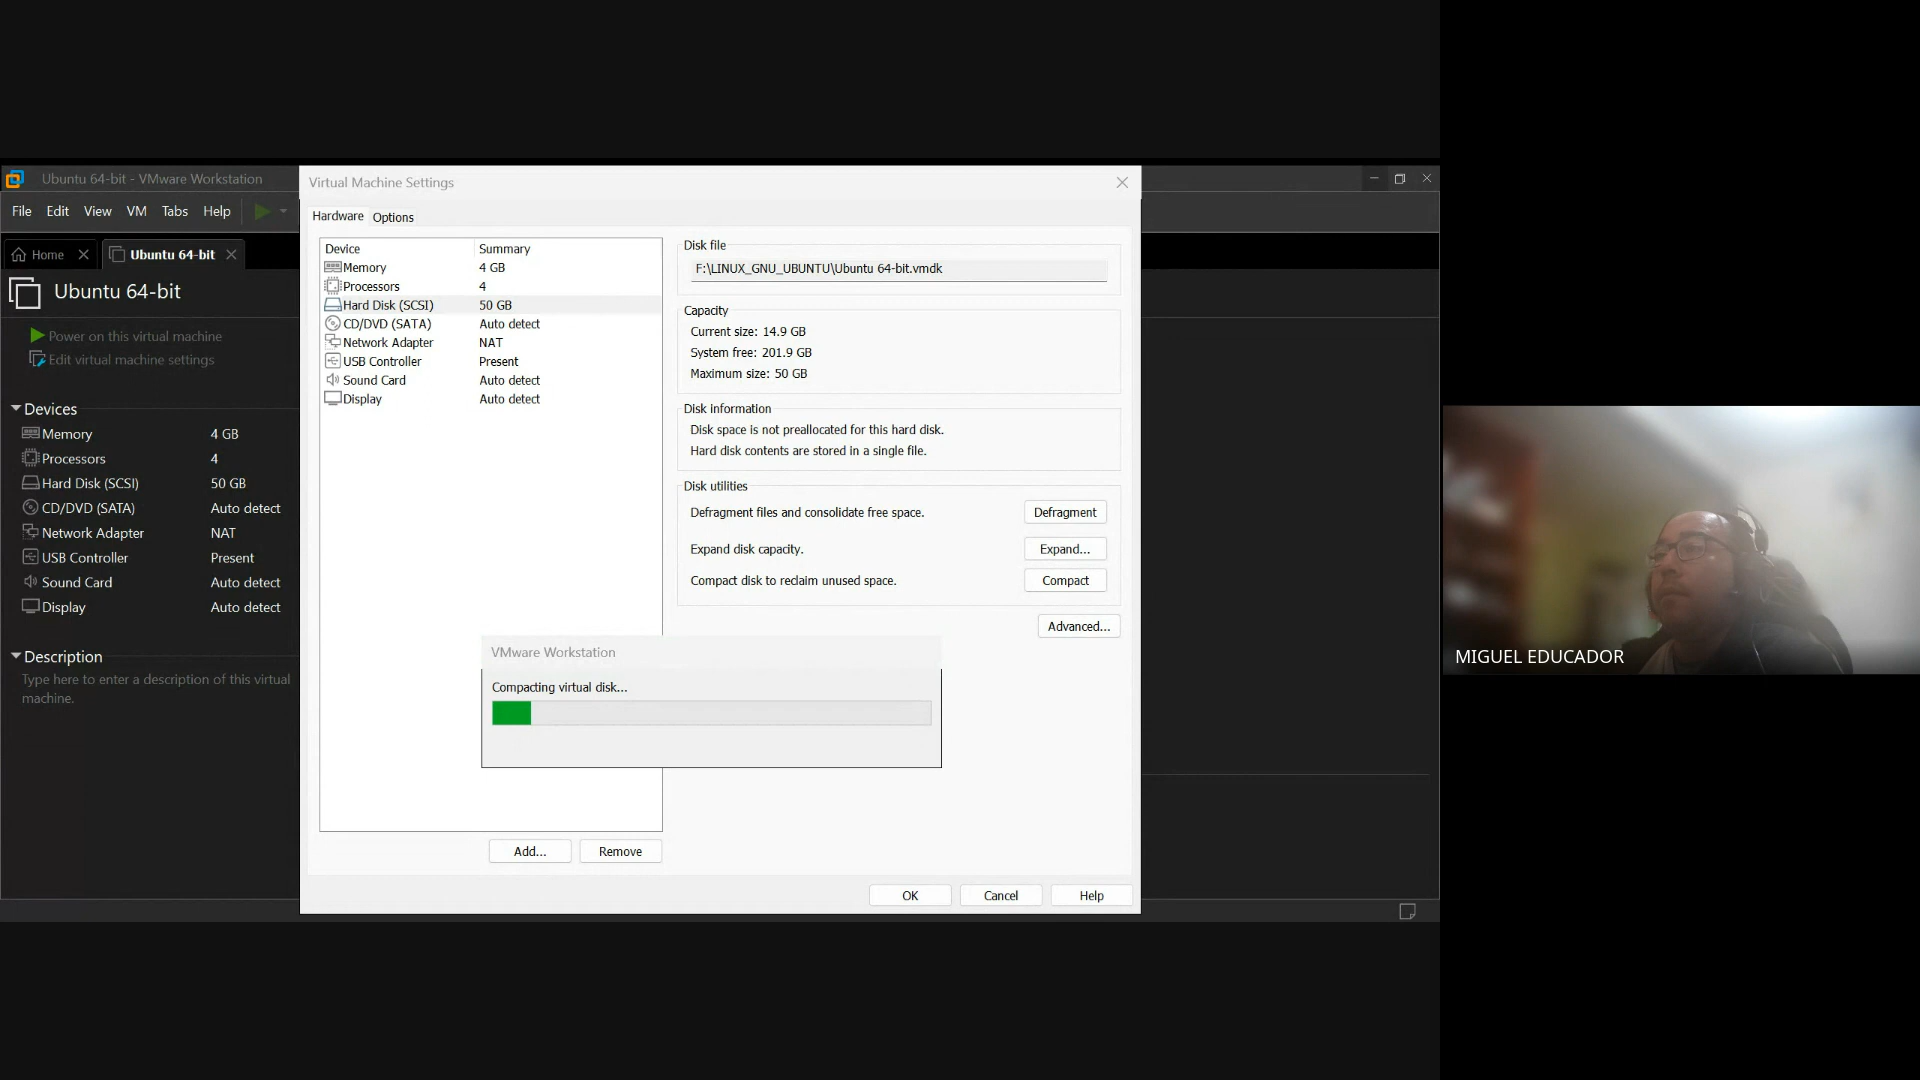 Ubuntu 64-bit - VMware Workstation
File Edit View VM Tabs Help
Home
Ubuntu 64-bit
Ubuntu 64-bit
Power on this virtual machine
Edit virtual machine settings
Devices
Memory 4 GB
Processors 4
Hard Disk (SCSI) 50 GB
CD/DVD (SATA) Auto detect
Network Adapter NAT
USB Controller Present
Sound Card Auto detect
Display Auto detect
Description
Type here to enter a description of this virtual
machine.
Virtual Machine Settings
Hardware Options
Device Summary
Memory 4 GB
Processors 4
Hard Disk (SCSI) 50 GB
CD/DVD (SATA) Auto detect
Network Adapter NAT
USB Controller Present
Sound Card Auto detect
Display Auto detect
Disk file
F:\LINUX_GNU_UBUNTU\Ubuntu 64-bit.vmdk
Capacity
Current size: 14.9 GB
System free: 201.9 GB
Maximum size: 50 GB
Disk information
Disk space is not preallocated for this hard disk.
Hard disk contents are stored in a single file.
Disk utilities
Defragment files and consolidate free space. Defragment
Expand disk capacity. Expand...
Compact disk to reclaim unused space. Compact
Advanced...
VMware Workstation
Compacting virtual disk...
Add... Remove
OK Cancel Help
MIGUEL EDUCADOR